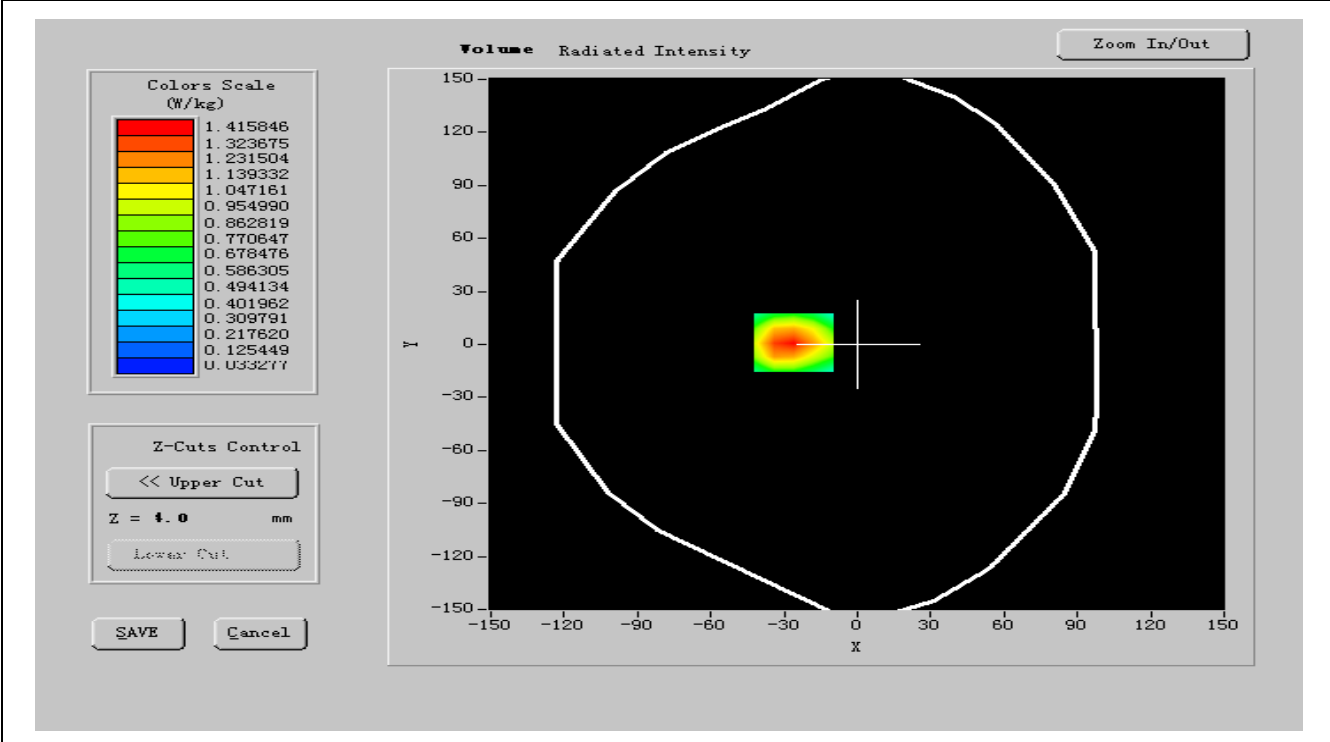 Volume Radiated Intensity
Zoom In/Out
Colors Scale
(W/kg)
1.415846
1.323675
1.231504
1.139332
1.047161
0.954990
0.862819
0.770647
0.678476
0.586305
0.494134
0.401962
0.309791
0.217620
0.125449
0.033277
Z-Cuts Control
<< Upper Cut
Z = 4.0 mm
Lower Cut
SAVE
Cancel
150
120
90
60
30
0
-30
-60
-90
-120
-150
Y
-150 -120 -90 -60 -30 0 30 60 90 120 150
X